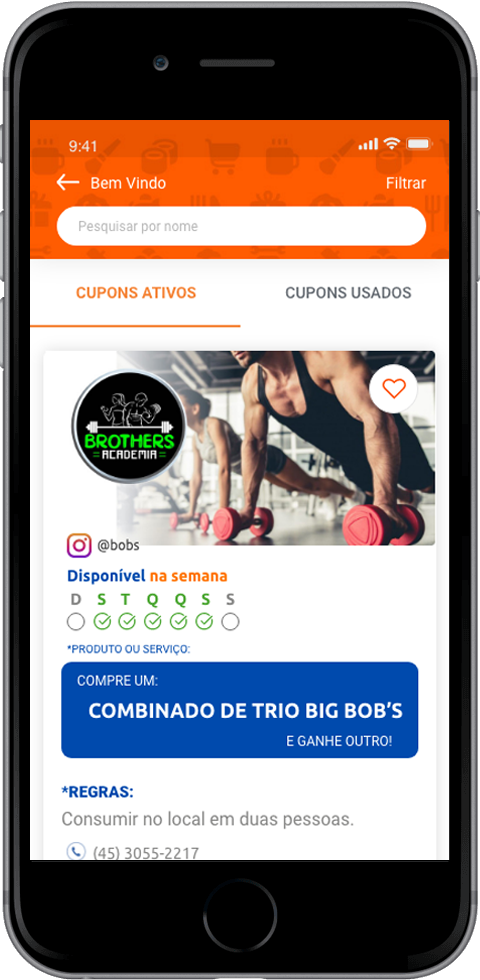 9:41
Bem Vindo
Filtrar
Pesquisar por nome
CUPONS ATIVOS
CUPONS USADOS
BROTHERS
ACADEMIA
@bobs
Disponível na semana
D S T Q Q S S
*PRODUTO OU SERVIÇO:
COMPRE UM:
COMBINADO DE TRIO BIG BOB'S
E GANHE OUTRO!
*REGRAS:
Consumir no local em duas pessoas.
(45) 3055-2217